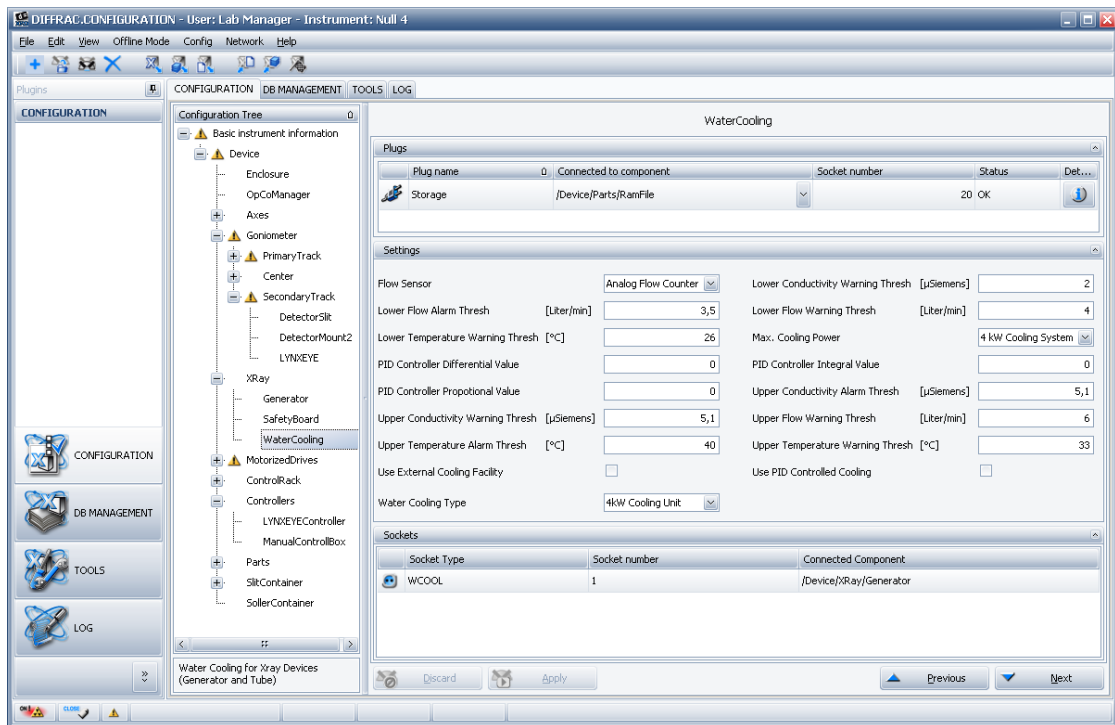 DIFFRAC.CONFIGURATION - User: Lab Manager - Instrument: Null 4
File Edit View Offline Mode Config Network Help
Plugins
CONFIGURATION
CONFIGURATION
DB MANAGEMENT
TOOLS
LOG
CONFIGURATION DB MANAGEMENT TOOLS LOG
Configuration Tree
Basic instrument information
Device
Enclosure
OpCoManager
Axes
Goniometer
PrimaryTrack
Center
SecondaryTrack
DetectorSlit
DetectorMount2
LYNXEYE
XRay
Generator
SafetyBoard
WaterCooling
MotorizedDrives
ControlRack
Controllers
LYNXEYEController
ManualControllBox
Parts
SlitContainer
SollerContainer
Water Cooling for Xray Devices
(Generator and Tube)
WaterCooling
Plugs
Plug name Connected to component Socket number Status Det...
Storage /Device/Parts/RamFile 20 OK
Settings
Flow Sensor Analog Flow Counter Lower Conductivity Warning Thresh [µSiemens] 2
Lower Flow Alarm Thresh [Liter/min] 3,5 Lower Flow Warning Thresh [Liter/min] 4
Lower Temperature Warning Thresh [°C] 26 Max. Cooling Power 4 kW Cooling System
PID Controller Differential Value 0 PID Controller Integral Value 0
PID Controller Propotional Value 0 Upper Conductivity Alarm Thresh [µSiemens] 5,1
Upper Conductivity Warning Thresh [µSiemens] 5,1 Upper Flow Warning Thresh [Liter/min] 6
Upper Temperature Alarm Thresh [°C] 40 Upper Temperature Warning Thresh [°C] 33
Use External Cooling Facility Use PID Controlled Cooling
Water Cooling Type 4kW Cooling Unit
Sockets
Socket Type Socket number Connected Component
WCOOL 1 /Device/XRay/Generator
Discard Apply Previous Next
ON CLOSE